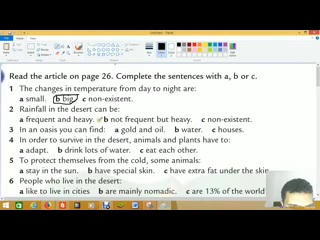 Read the article on page 26. Complete the sentences with a, b or c.
1 The changes in temperature from day to night are:
a small. b big. c non-existent.
2 Rainfall in the desert can be:
a frequent and heavy. b not frequent but heavy. c non-existent.
3 In an oasis you can find: a gold and oil. b water. c houses.
4 In order to survive in the desert, animals and plants have to:
a adapt. b drink lots of water. c eat each other.
5 To protect themselves from the cold, some animals:
a stay in the sun. b have special skin. c have extra fat under the skin.
6 People who live in the desert:
a like to live in cities b are mainly nomadic. c are 13% of the world